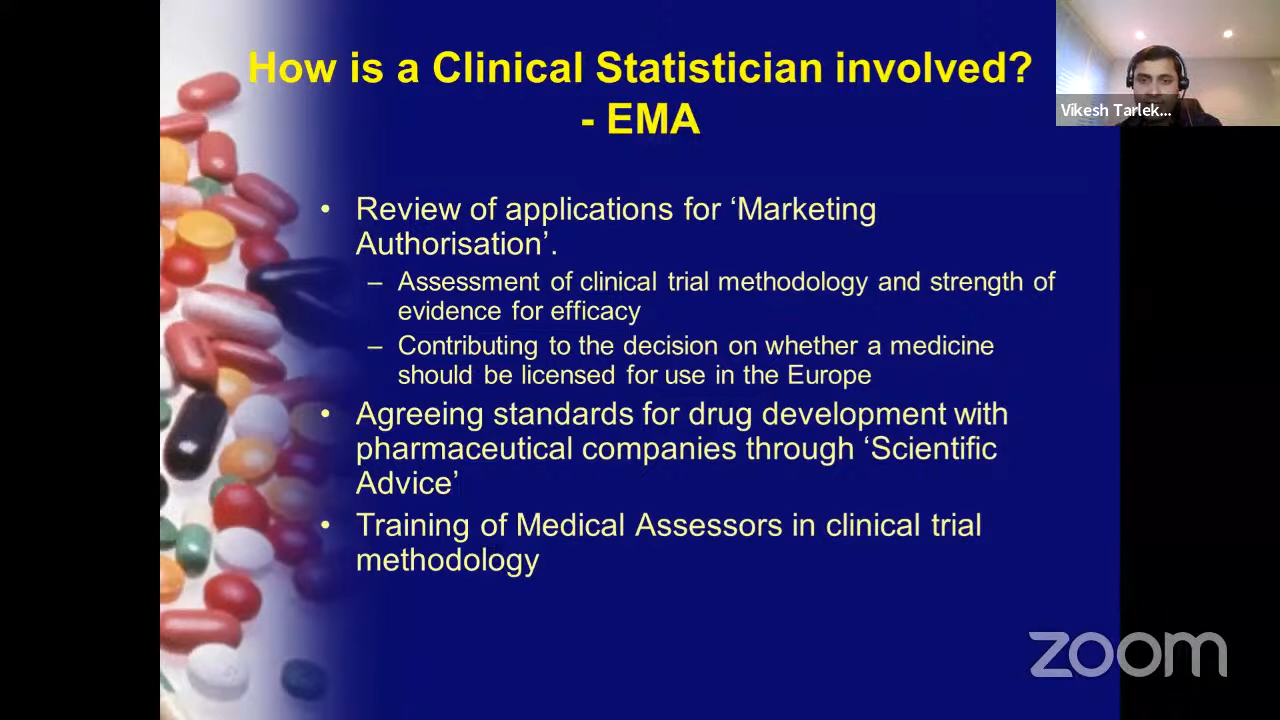 How is a Clinical Statistician involved?
- EMA
Vikesh Tarlek...
• Review of applications for ‘Marketing
Authorisation’.
– Assessment of clinical trial methodology and strength of
evidence for efficacy
– Contributing to the decision on whether a medicine
should be licensed for use in the Europe
• Agreeing standards for drug development with
pharmaceutical companies through ‘Scientific
Advice’
• Training of Medical Assessors in clinical trial
methodology
zoom